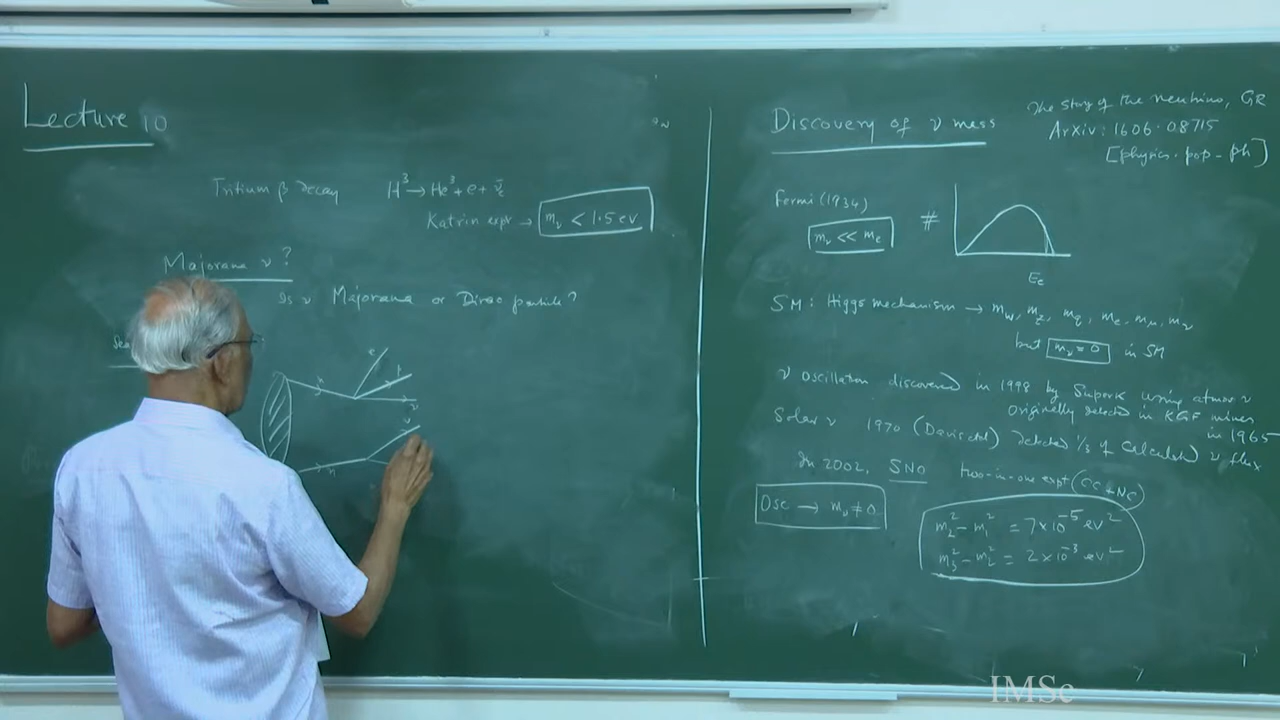 Lecture 10
Tritium β decay H³ → He³ + e + ν̄e
Katrin expt → mν < 1.5 ev
Majorana ν ?
Is ν Majorana or Dirac particle?
e
p
n
ν
ν
n
Discovery of ν mass
The story of the neutrino, GR
ArXiv: 1606.08715
[physics.pop-ph]
Fermi (1934)
mν << me
#
Ee
SM: Higgs mechanism → mW, mZ, mq, me, mμ, mτ
but mν = 0 in SM
ν oscillation discovered in 1998 by SuperK using atmos ν
originally detected in KGF mines
in 1965
Solar ν 1970 (Davis etal) detected 1/3 of calculated ν flux
In 2002, SNO two-in-one expt (CC + NC)
Osc → mν ≠ 0
m₂² – m₁² = 7×10⁻⁵ ev²
m₃² – m₂² = 2×10⁻³ ev²
IMSc